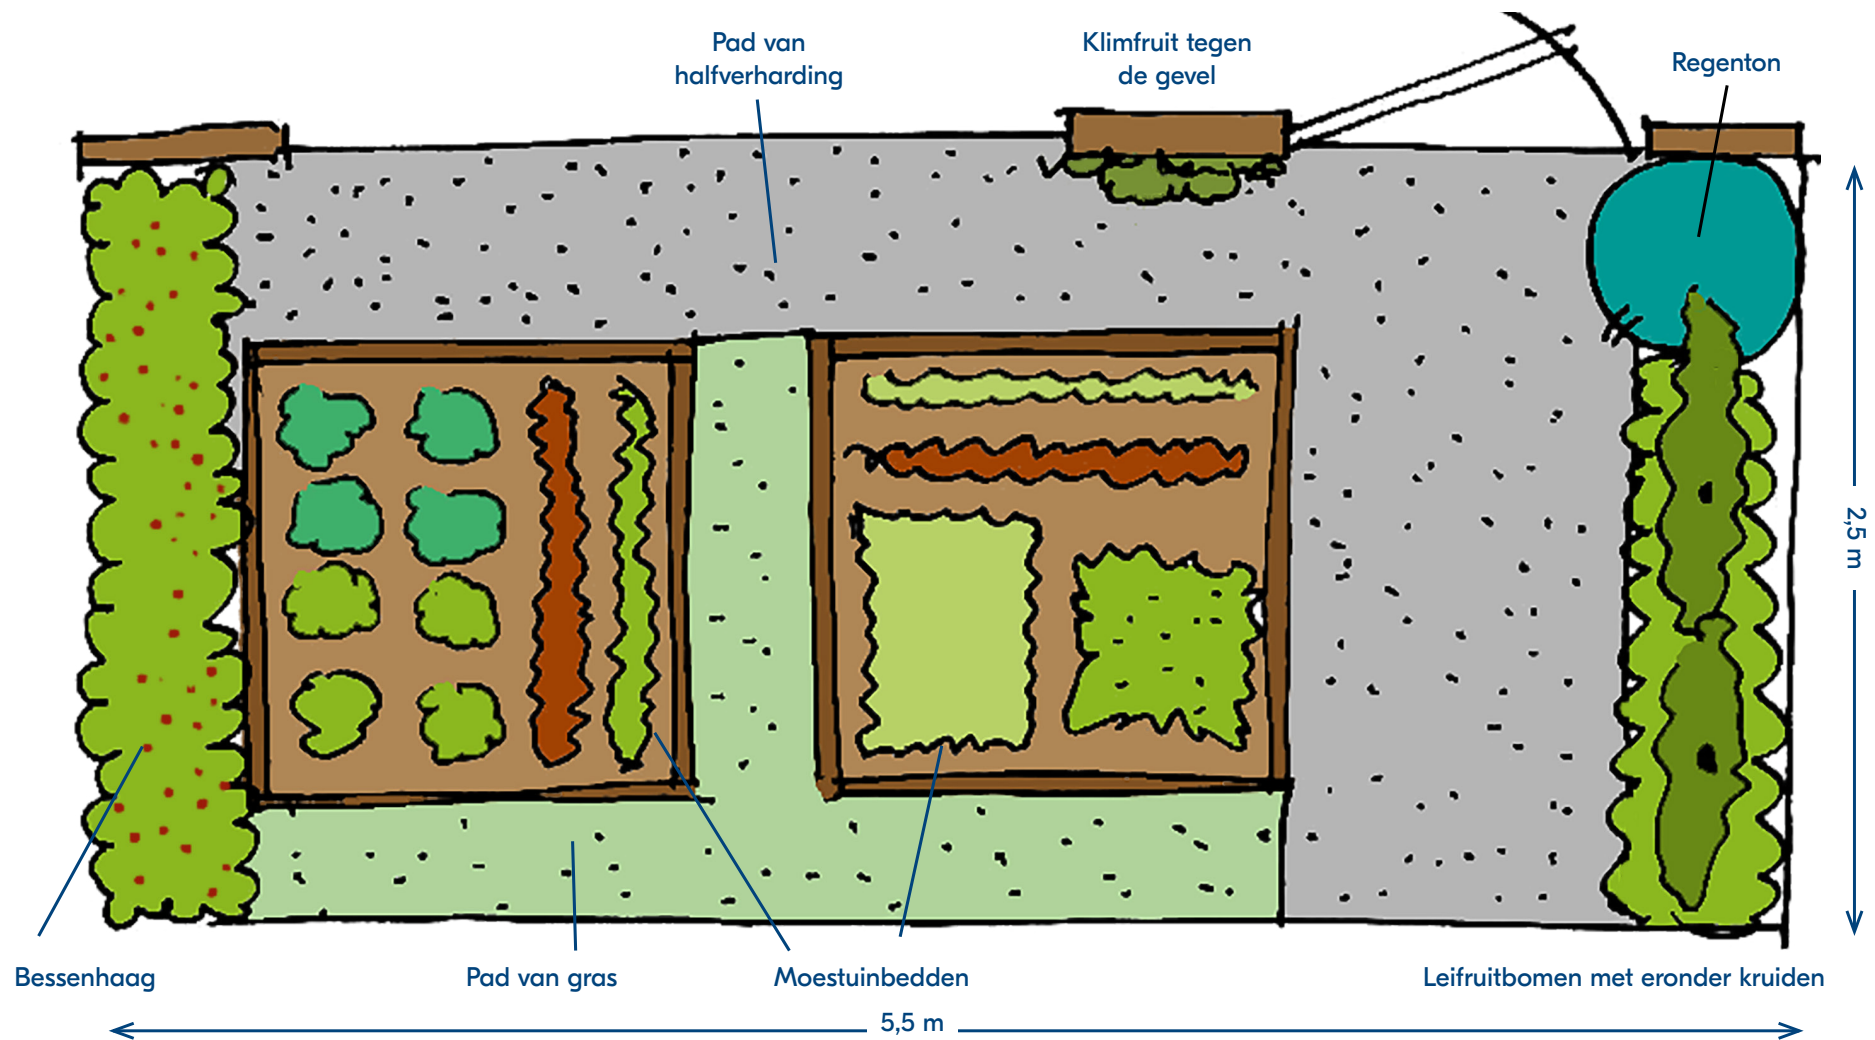 Pad van
halfverharding
Klimfruit tegen
de gevel
Regenton
2,5 m
Bessenhaag
Pad van gras
Moestuinbedden
Leifruitbomen met eronder kruiden
5,5 m